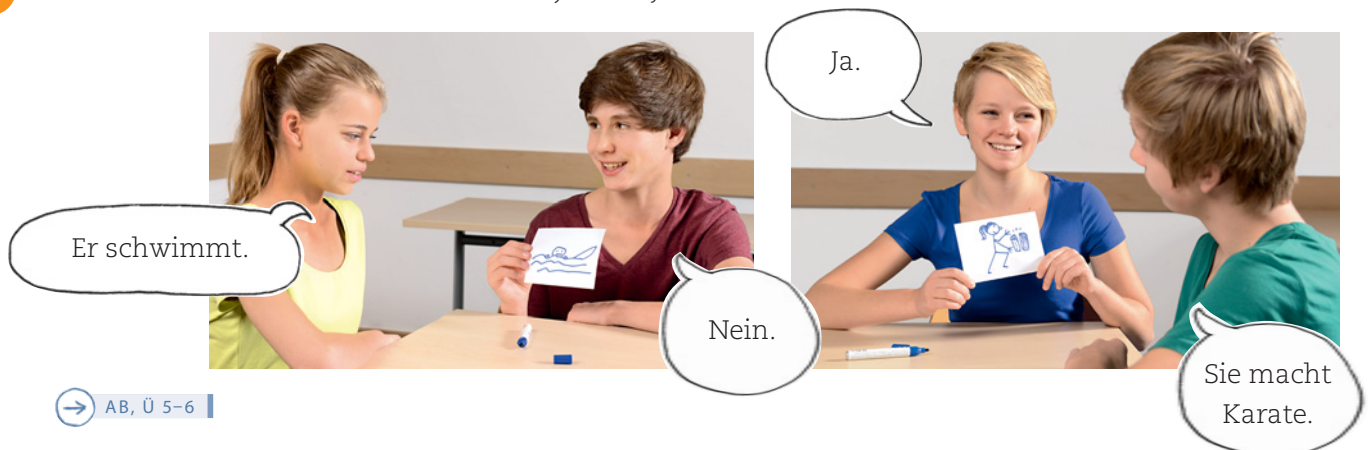 Ja.
Er schwimmt.
Nein.
Sie macht
Karate.
AB, Ü 5–6